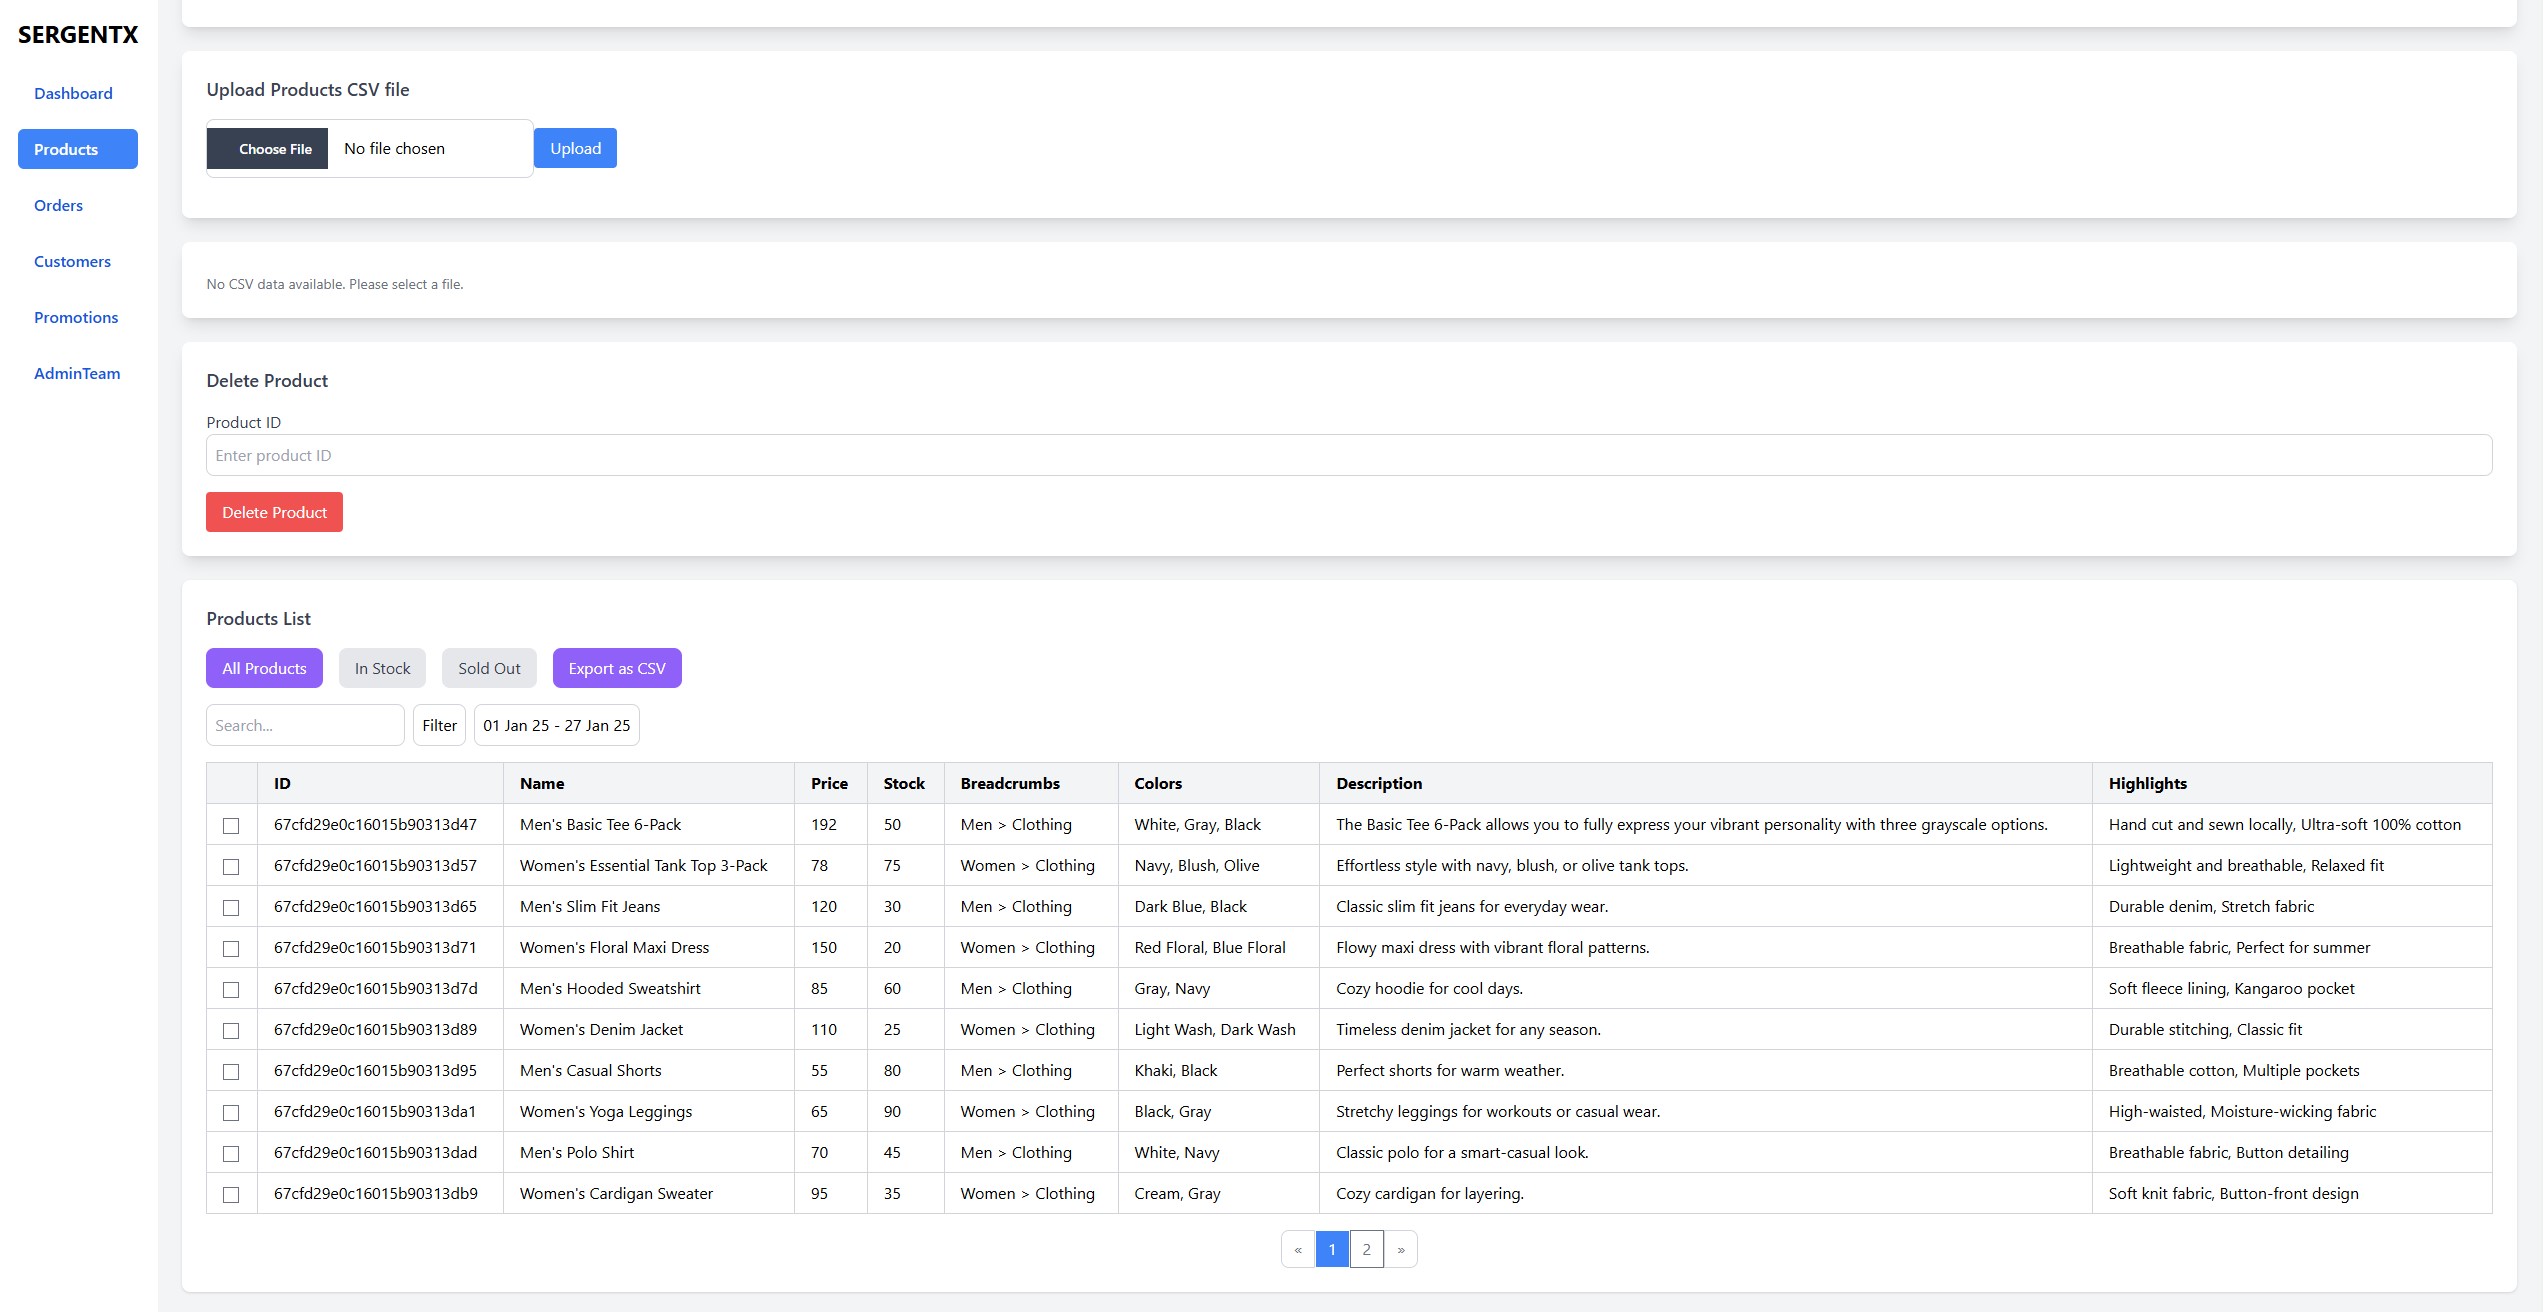 SERGENTX
Dashboard
Products
Orders
Customers
Promotions
AdminTeam
Upload Products CSV file
Choose File No file chosen Upload
No CSV data available. Please select a file.
Delete Product
Product ID
Enter product ID
Delete Product
Products List
All Products In Stock Sold Out Export as CSV
Search... Filter 01 Jan 25 - 27 Jan 25
ID Name Price Stock Breadcrumbs Colors Description Highlights
67cfd29e0c16015b90313d47 Men's Basic Tee 6-Pack 192 50 Men > Clothing White, Gray, Black The Basic Tee 6-Pack allows you to fully express your vibrant personality with three grayscale options. Hand cut and sewn locally, Ultra-soft 100% cotton
67cfd29e0c16015b90313d57 Women's Essential Tank Top 3-Pack 78 75 Women > Clothing Navy, Blush, Olive Effortless style with navy, blush, or olive tank tops. Lightweight and breathable, Relaxed fit
67cfd29e0c16015b90313d65 Men's Slim Fit Jeans 120 30 Men > Clothing Dark Blue, Black Classic slim fit jeans for everyday wear. Durable denim, Stretch fabric
67cfd29e0c16015b90313d71 Women's Floral Maxi Dress 150 20 Women > Clothing Red Floral, Blue Floral Flowy maxi dress with vibrant floral patterns. Breathable fabric, Perfect for summer
67cfd29e0c16015b90313d7d Men's Hooded Sweatshirt 85 60 Men > Clothing Gray, Navy Cozy hoodie for cool days. Soft fleece lining, Kangaroo pocket
67cfd29e0c16015b90313d89 Women's Denim Jacket 110 25 Women > Clothing Light Wash, Dark Wash Timeless denim jacket for any season. Durable stitching, Classic fit
67cfd29e0c16015b90313d95 Men's Casual Shorts 55 80 Men > Clothing Khaki, Black Perfect shorts for warm weather. Breathable cotton, Multiple pockets
67cfd29e0c16015b90313da1 Women's Yoga Leggings 65 90 Women > Clothing Black, Gray Stretchy leggings for workouts or casual wear. High-waisted, Moisture-wicking fabric
67cfd29e0c16015b90313dad Men's Polo Shirt 70 45 Men > Clothing White, Navy Classic polo for a smart-casual look. Breathable fabric, Button detailing
67cfd29e0c16015b90313db9 Women's Cardigan Sweater 95 35 Women > Clothing Cream, Gray Cozy cardigan for layering. Soft knit fabric, Button-front design
« 1 2 »